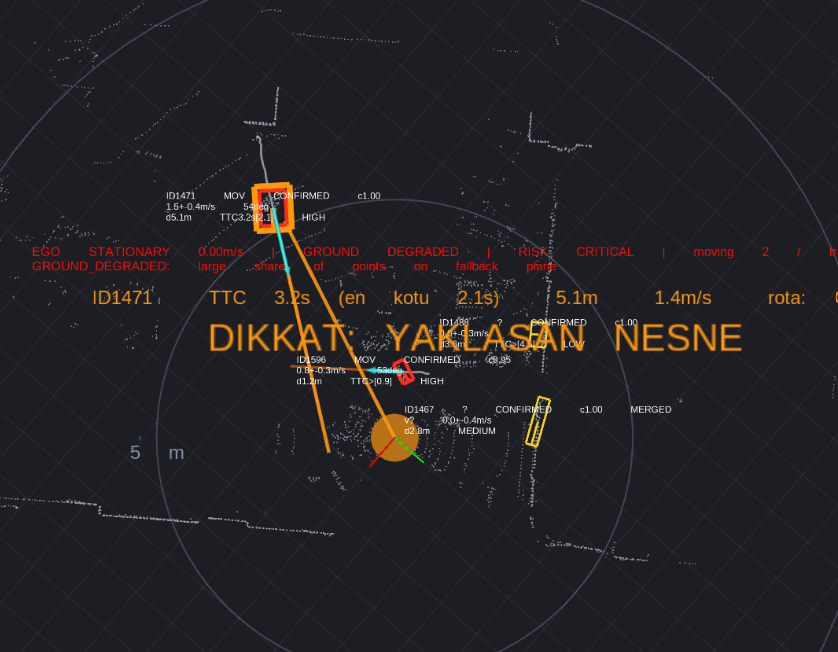 ID1471 MOV CONFIRMED c1.00
1.5+-0.4m/s 54deg
d5.1m TTC3.2s[2.1 HIGH
EGO STATIONARY 0.00m/s | GROUND DEGRADED | RISK CRITICAL | moving 2 / tr
GROUND_DEGRADED: large share of points on fallback plane
ID1471 TTC 3.2s (en kotu 2.1s) 5.1m 1.4m/s rota:
DIKKAT: YAKLASAN NESNE
? CONFIRMED c1.00
LOW
ID1596 MOV CONFIRMED
0.8+-0.3m/s 53deg
d1.2m TTC>[0.9] HIGH
ID1467 ? CONFIRMED c1.00 MERGED
v? 0.0+-0.4m/s
d2.8m MEDIUM
5 m